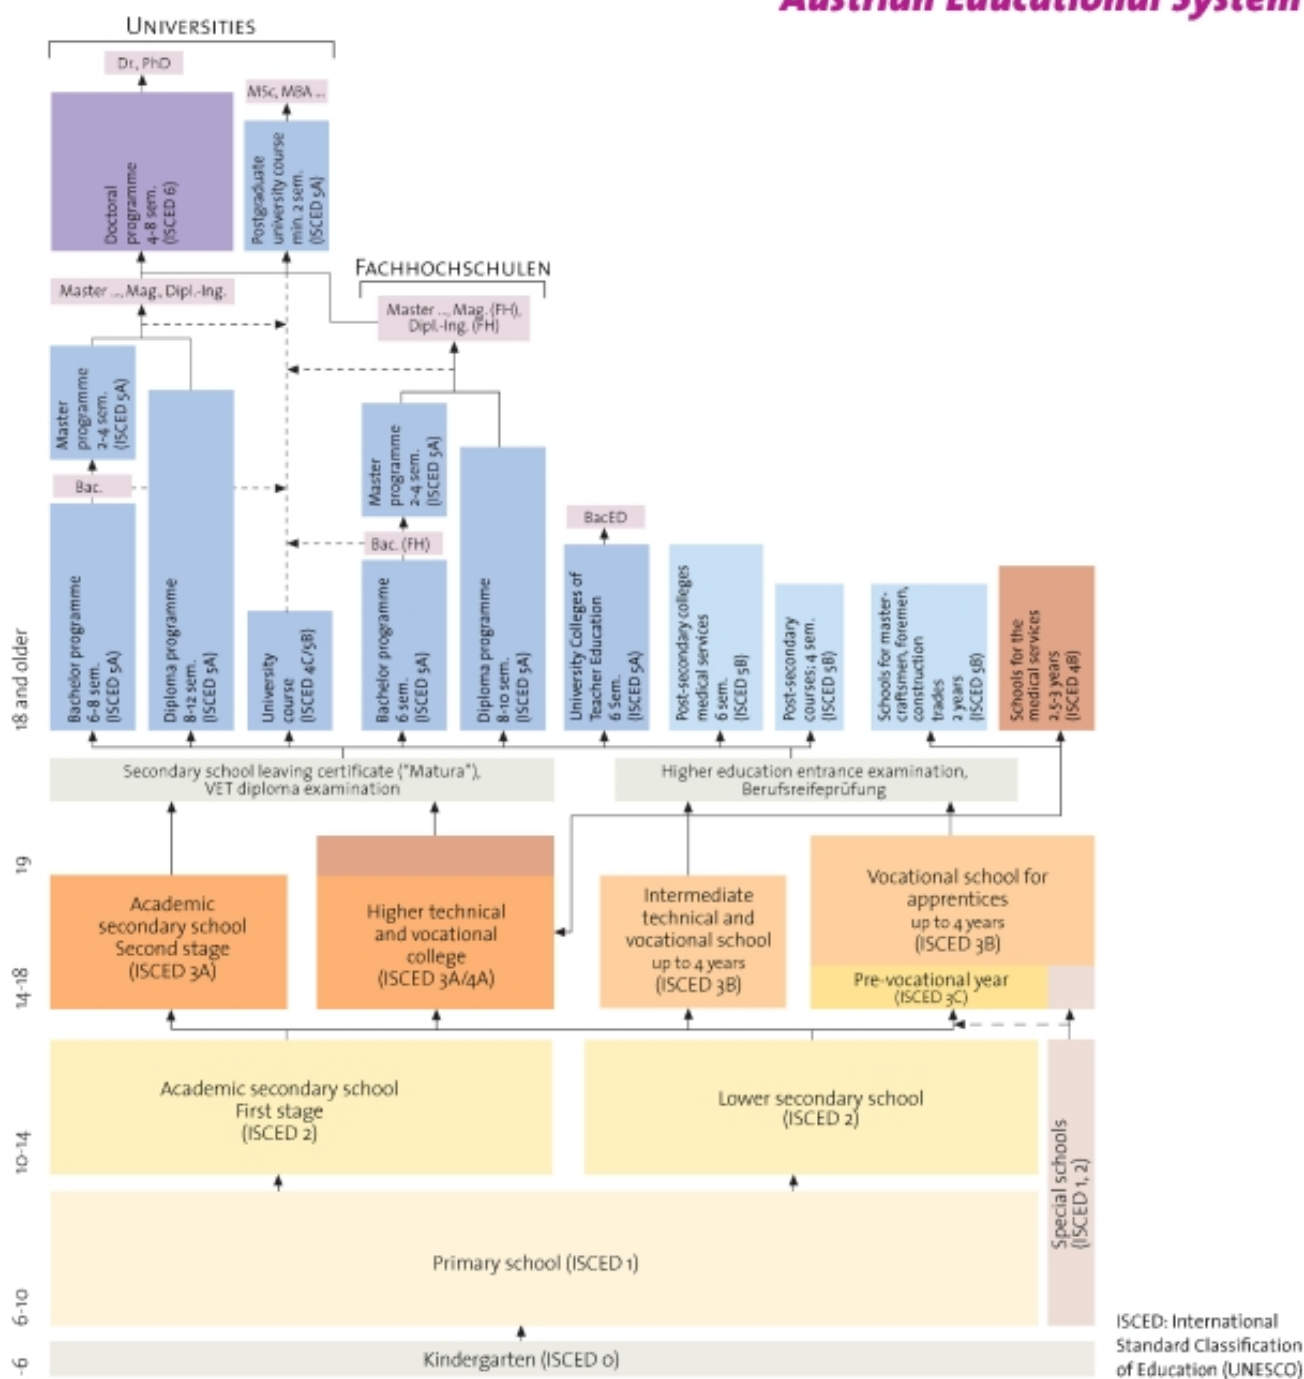 Austrian Educational System
UNIVERSITIES
Dr., PhD
MSc, MBA ...
Doctoral
programme
4-8 sem.
(ISCED 6)
Postgraduate
university course
min. 2 sem.
(ISCED 5A)
FACHHOCHSCHULEN
Master ..., Mag., Dipl.-Ing.
Master ..., Mag. (FH),
Dipl.-Ing. (FH)
Master
programme
2-4 sem.
(ISCED 5A)
Master
programme
2-4 sem.
(ISCED 5A)
Bac.
Bac. (FH)
BacED
18 and older
Bachelor programme
6-8 sem.
(ISCED 5A)
Diploma programme
8-12 sem.
(ISCED 5A)
University
course
(ISCED 4C/5B)
Bachelor programme
6 sem.
(ISCED 5A)
Diploma programme
8-10 sem.
(ISCED 5A)
University Colleges of
Teacher Education
6 Sem.
(ISCED 5A)
Post-secondary colleges
medical services
6 sem.
(ISCED 5B)
Post-secondary
courses; 4 sem.
(ISCED 5B)
Schools for master-
craftsmen, foremen,
construction
trades
2 years
(ISCED 5B)
Schools for the
medical services
2.5-3 years
(ISCED 4B)
Secondary school leaving certificate ("Matura"),
VET diploma examination
Higher education entrance examination,
Berufsreifeprüfung
19
14-18
Academic
secondary school
Second stage
(ISCED 3A)
Higher technical
and vocational
college
(ISCED 3A/4A)
Intermediate
technical and
vocational school
up to 4 years
(ISCED 3B)
Vocational school for
apprentices
up to 4 years
(ISCED 3B)
Pre-vocational year
(ISCED 3C)
10-14
Academic secondary school
First stage
(ISCED 2)
Lower secondary school
(ISCED 2)
Special schools
(ISCED 1, 2)
6-10
Primary school (ISCED 1)
-6
Kindergarten (ISCED 0)
ISCED: International
Standard Classification
of Education (UNESCO)